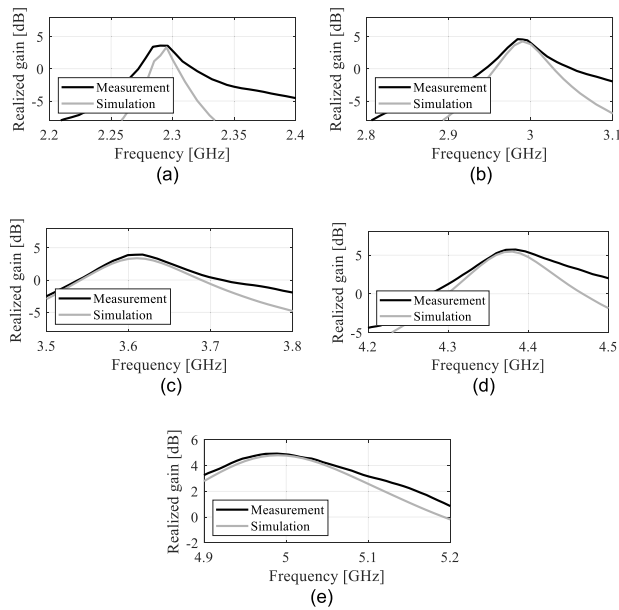 Realized gain [dB]
5
0
-5
Measurement
Simulation
2.2 2.25 2.3 2.35 2.4
Frequency [GHz]
(a)
Realized gain [dB]
5
0
-5
Measurement
Simulation
2.8 2.9 3 3.1
Frequency [GHz]
(b)
Realized gain [dB]
5
0
-5
Measurement
Simulation
3.5 3.6 3.7 3.8
Frequency [GHz]
(c)
Realized gain [dB]
5
0
-5
Measurement
Simulation
4.2 4.3 4.4 4.5
Frequency [GHz]
(d)
Realized gain [dB]
6
4
2
0
-2
Measurement
Simulation
4.9 5 5.1 5.2
Frequency [GHz]
(e)